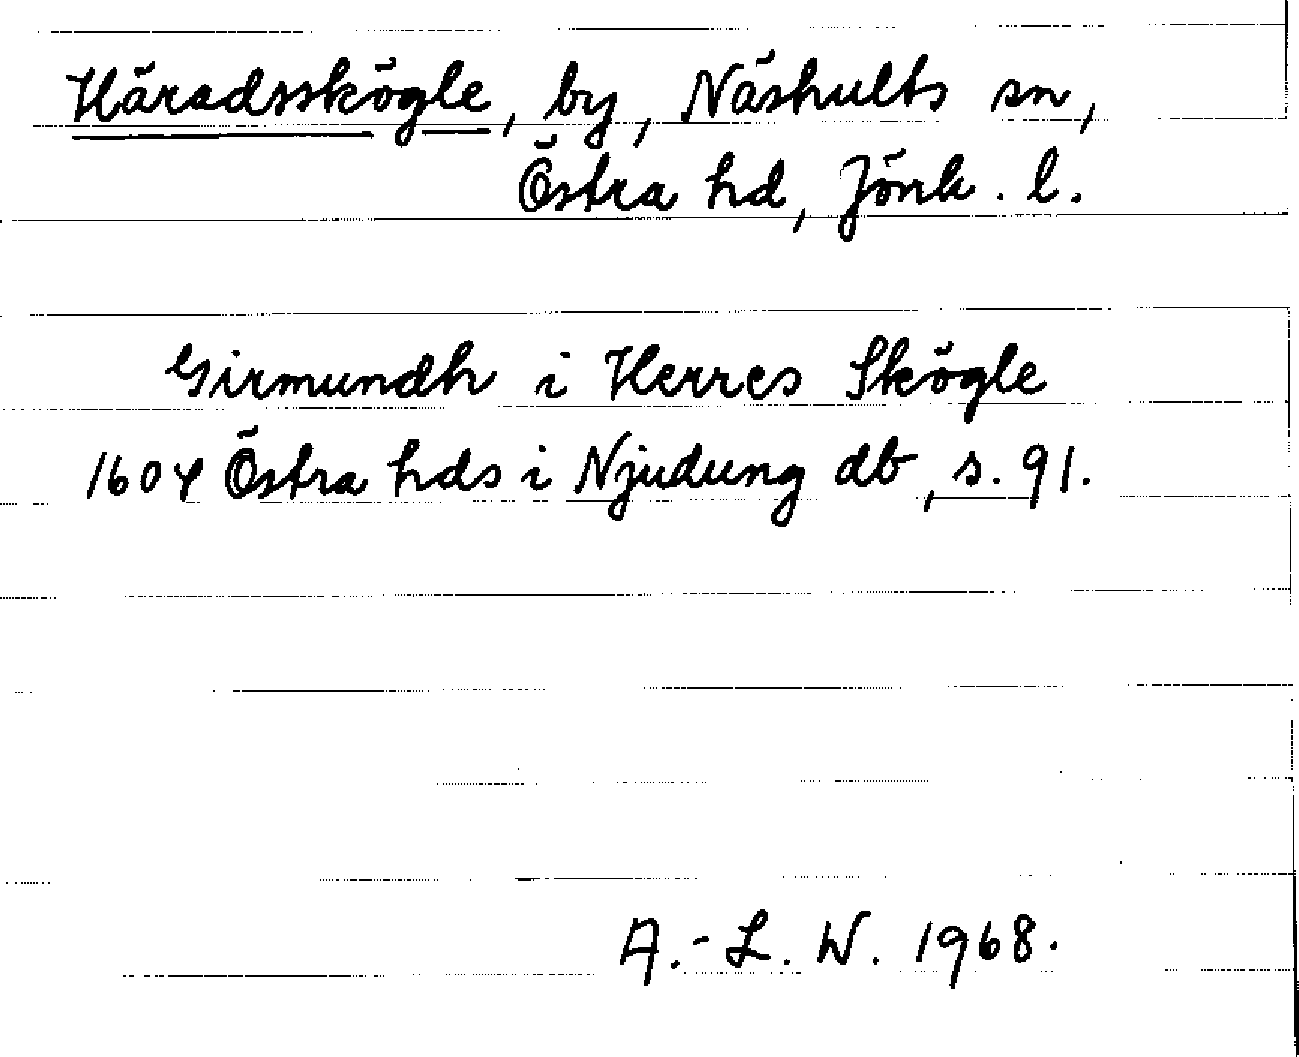 Häradsskögle, by, Näshults sn,
Östra hd, Jönk. l.
Girmundh i Herres Skögle
1604 Östra hds i Njudung db, s. 91.
A.-L. W. 1968.